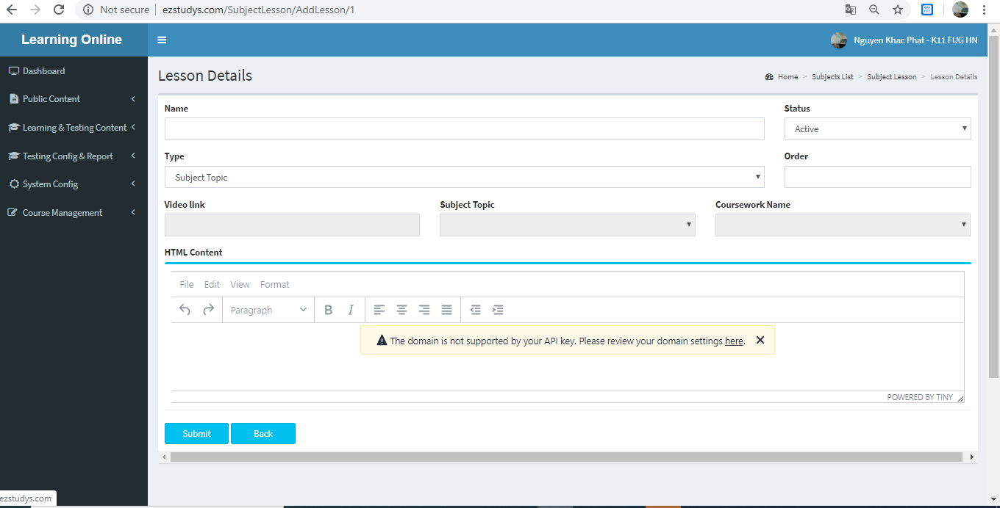 Not secure | ezstudys.com/SubjectLesson/AddLesson/1
Learning Online
Nguyen Khac Phat - K11 FUG HN
Dashboard
Public Content
Learning & Testing Content
Testing Config & Report
System Config
Course Management
Lesson Details
Home > Subjects List > Subject Lesson > Lesson Details
Name
Status
Active
Type
Order
Subject Topic
Video link
Subject Topic
Coursework Name
HTML Content
File Edit View Format
Paragraph B I
The domain is not supported by your API key. Please review your domain settings here.
POWERED BY TINY
Submit Back
ezstudys.com